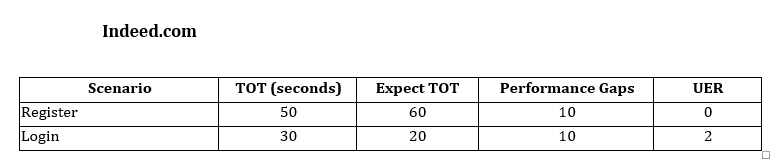 Indeed.com
Scenario TOT (seconds) Expect TOT Performance Gaps UER
Register 50 60 10 0
Login 30 20 10 2